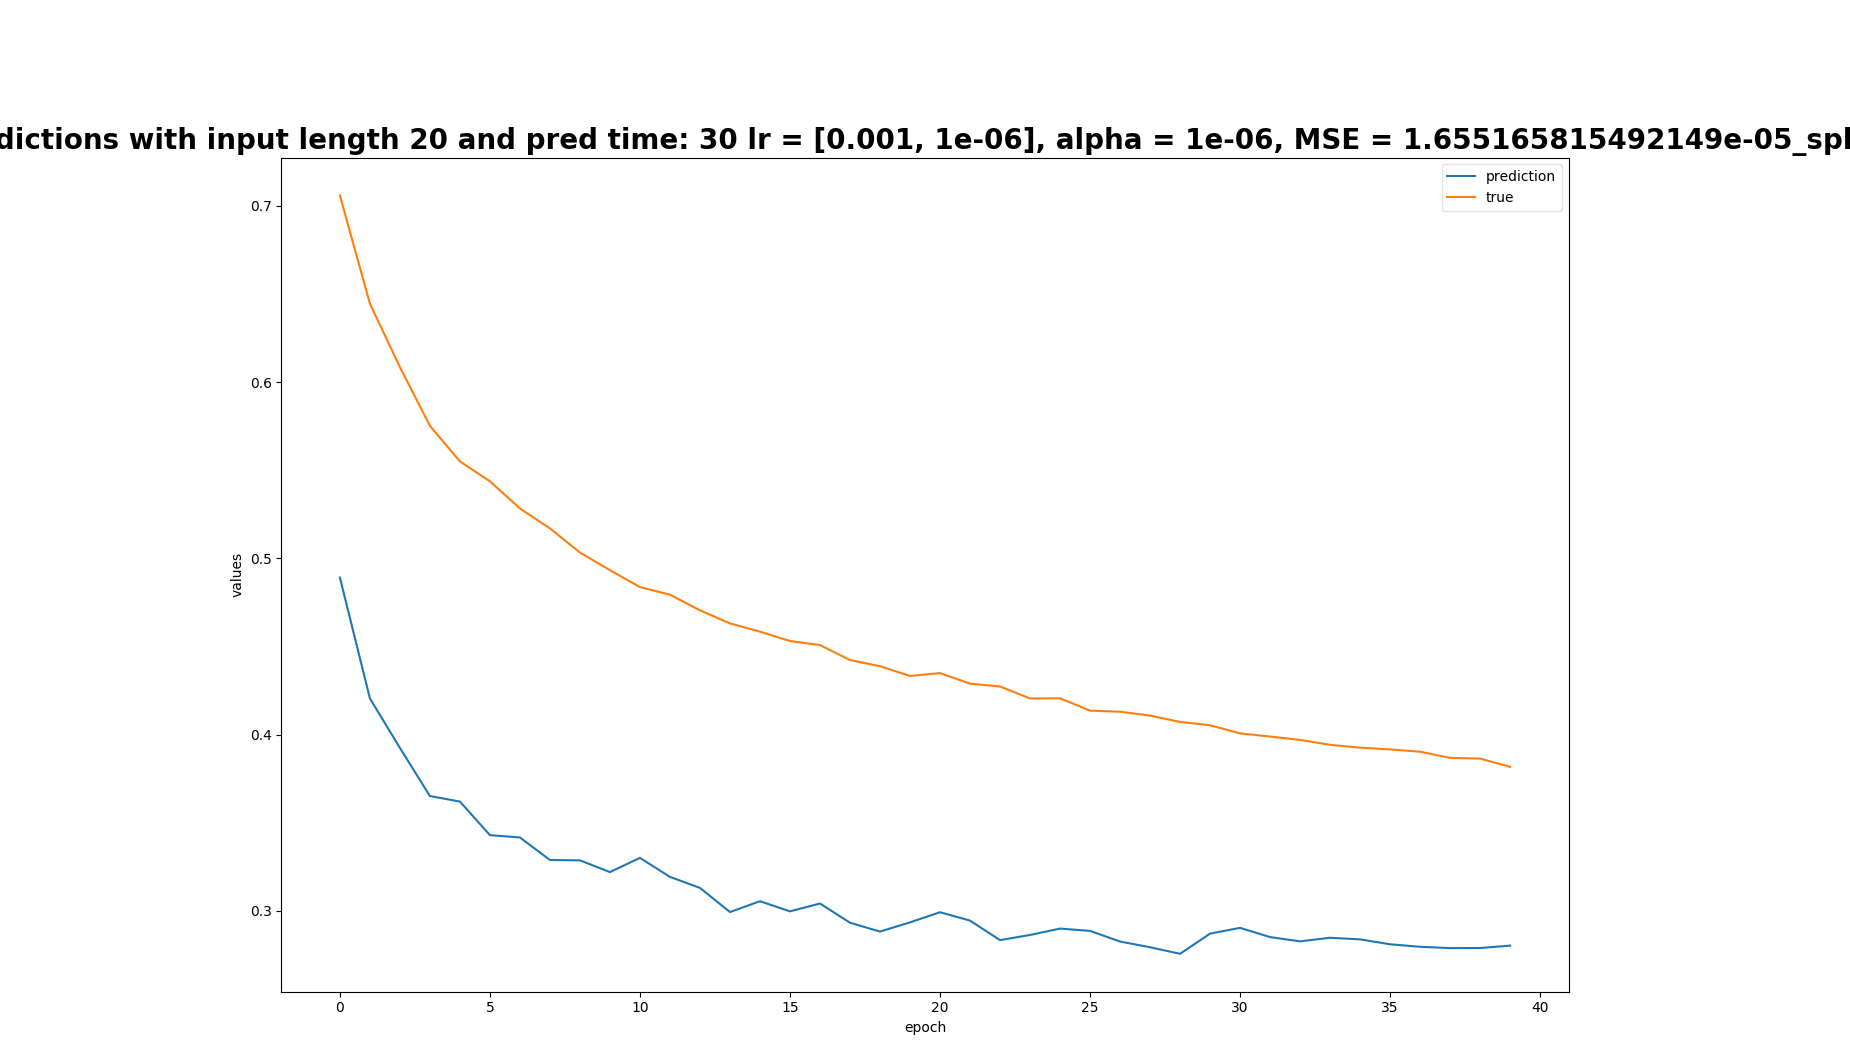 dictions with input length 20 and pred time: 30 lr = [0.001, 1e-06], alpha = 1e-06, MSE = 1.655165815492149e-05_spl
prediction
true
0.7
0.6
0.5
0.4
0.3
values
0 5 10 15 20 25 30 35 40
epoch